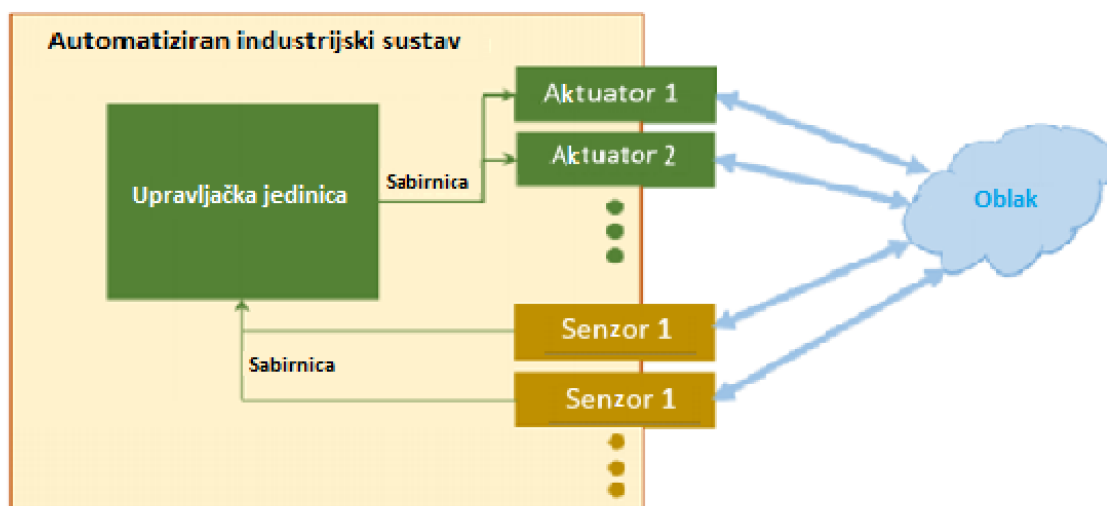 Automatiziran industrijski sustav
Aktuator 1
Aktuator 2
Upravljačka jedinica
Sabirnica
Oblak
Senzor 1
Sabirnica
Senzor 1